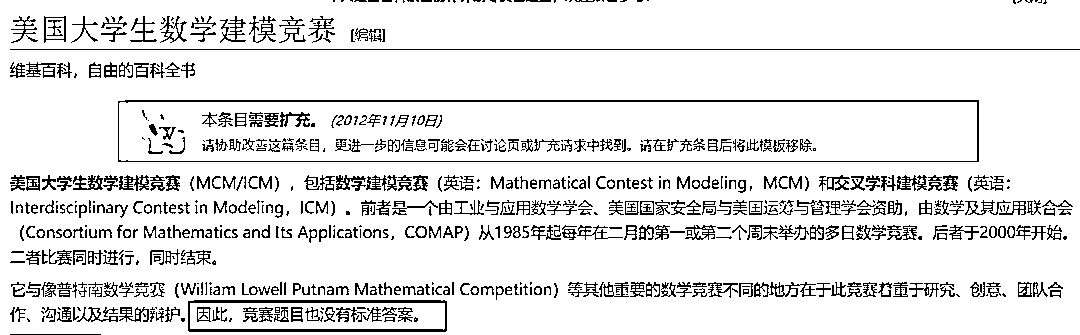 美国大学生数学建模竞赛 [编辑]
维基百科，自由的百科全书
本条目需要扩充。 (2012年11月10日)
请协助改善这篇条目，更进一步的信息可能会在讨论页或扩充请求中找到。请在扩充条目后将此模板移除。
美国大学生数学建模竞赛（MCM/ICM），包括数学建模竞赛（英语：Mathematical Contest in Modeling，MCM）和交叉学科建模竞赛（英语：
Interdisciplinary Contest in Modeling，ICM）。前者是一个由工业与应用数学学会、美国国家安全局与美国运筹与管理学会资助，由数学及其应用联合会
（Consortium for Mathematics and Its Applications，COMAP）从1985年起每年在二月的第一或第二个周末举办的多日数学竞赛。后者于2000年开始。
二者比赛同时进行，同时结束。
它与像普特南数学竞赛（William Lowell Putnam Mathematical Competition）等其他重要的数学竞赛不同的地方在于此竞赛着重于研究、创意、团队合
作、沟通以及结果的辩护。因此，竞赛题目也没有标准答案。